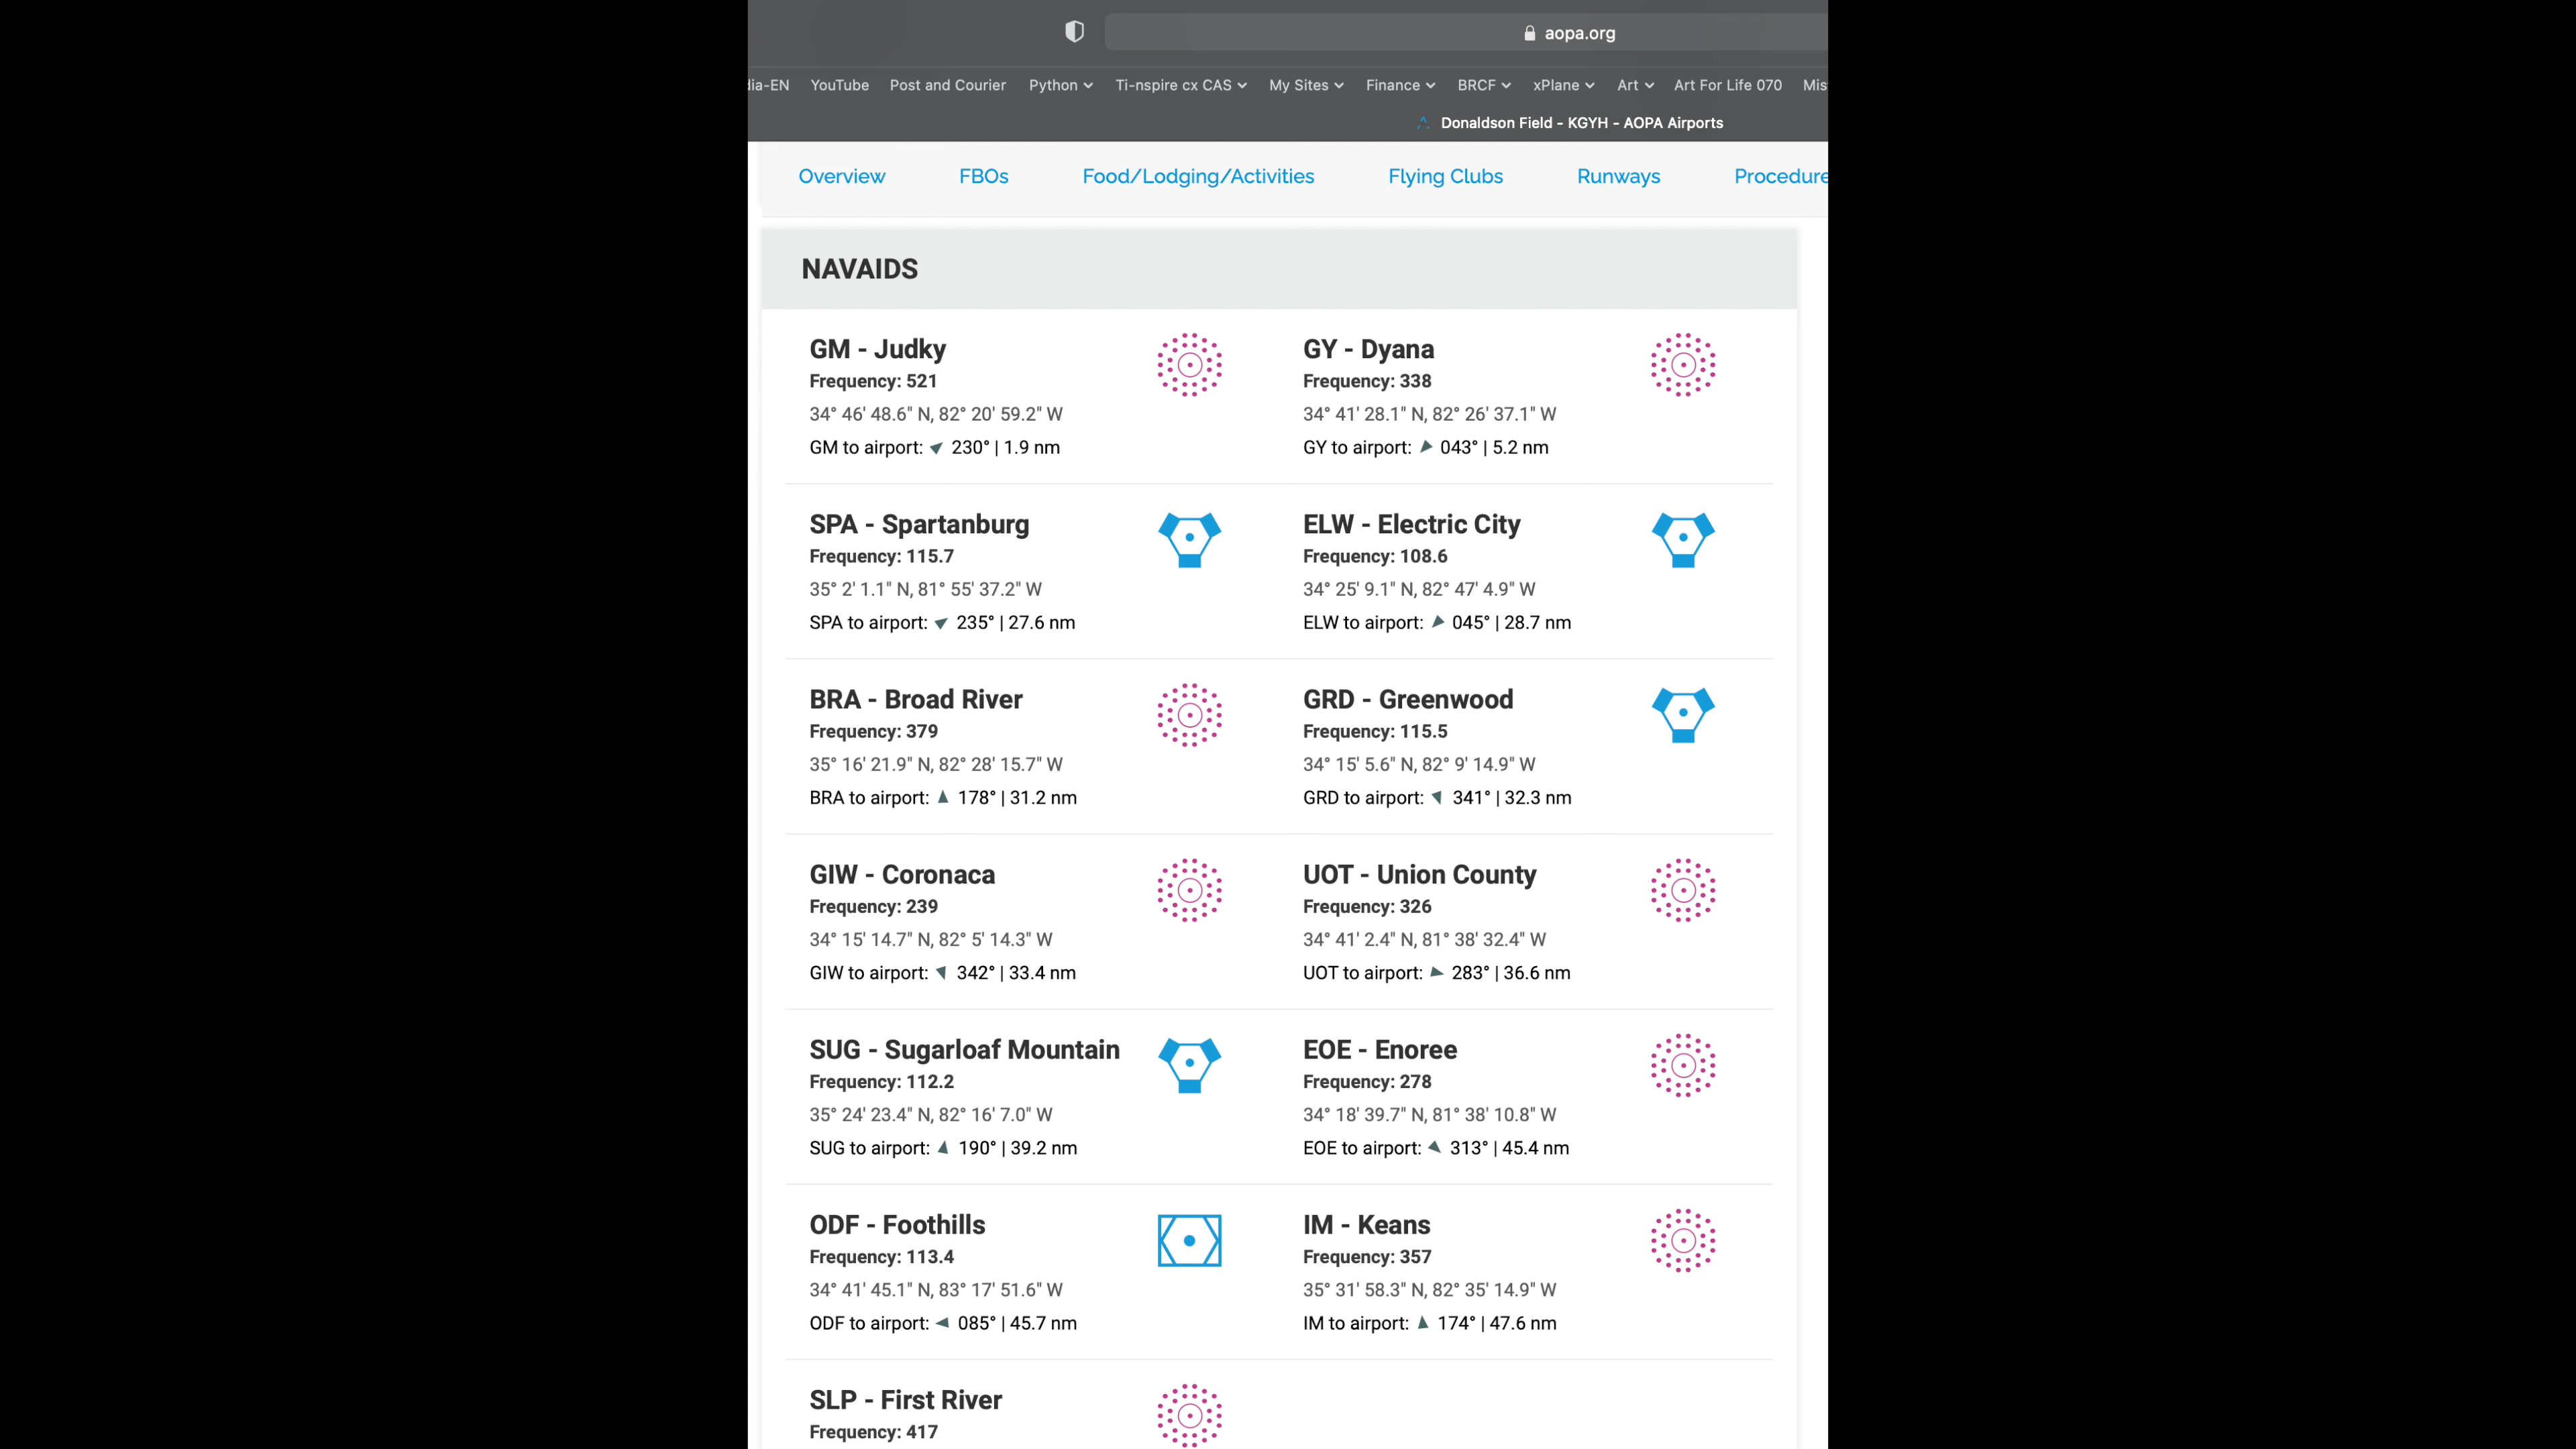 aopa.org
dia-EN YouTube Post and Courier Python Ti-nspire cx CAS My Sites Finance BRCF xPlane Art Art For Life 070 Mis
Donaldson Field - KGYH - AOPA Airports
Overview FBOs Food/Lodging/Activities Flying Clubs Runways Procedure
NAVAIDS
GM - Judky
Frequency: 521
34° 46' 48.6" N, 82° 20' 59.2" W
GM to airport: 230° | 1.9 nm
GY - Dyana
Frequency: 338
34° 41' 28.1" N, 82° 26' 37.1" W
GY to airport: 043° | 5.2 nm
SPA - Spartanburg
Frequency: 115.7
35° 2' 1.1" N, 81° 55' 37.2" W
SPA to airport: 235° | 27.6 nm
ELW - Electric City
Frequency: 108.6
34° 25' 9.1" N, 82° 47' 4.9" W
ELW to airport: 045° | 28.7 nm
BRA - Broad River
Frequency: 379
35° 16' 21.9" N, 82° 28' 15.7" W
BRA to airport: 178° | 31.2 nm
GRD - Greenwood
Frequency: 115.5
34° 15' 5.6" N, 82° 9' 14.9" W
GRD to airport: 341° | 32.3 nm
GIW - Coronaca
Frequency: 239
34° 15' 14.7" N, 82° 5' 14.3" W
GIW to airport: 342° | 33.4 nm
UOT - Union County
Frequency: 326
34° 41' 2.4" N, 81° 38' 32.4" W
UOT to airport: 283° | 36.6 nm
SUG - Sugarloaf Mountain
Frequency: 112.2
35° 24' 23.4" N, 82° 16' 7.0" W
SUG to airport: 190° | 39.2 nm
EOE - Enoree
Frequency: 278
34° 18' 39.7" N, 81° 38' 10.8" W
EOE to airport: 313° | 45.4 nm
ODF - Foothills
Frequency: 113.4
34° 41' 45.1" N, 83° 17' 51.6" W
ODF to airport: 085° | 45.7 nm
IM - Keans
Frequency: 357
35° 31' 58.3" N, 82° 35' 14.9" W
IM to airport: 174° | 47.6 nm
SLP - First River
Frequency: 417